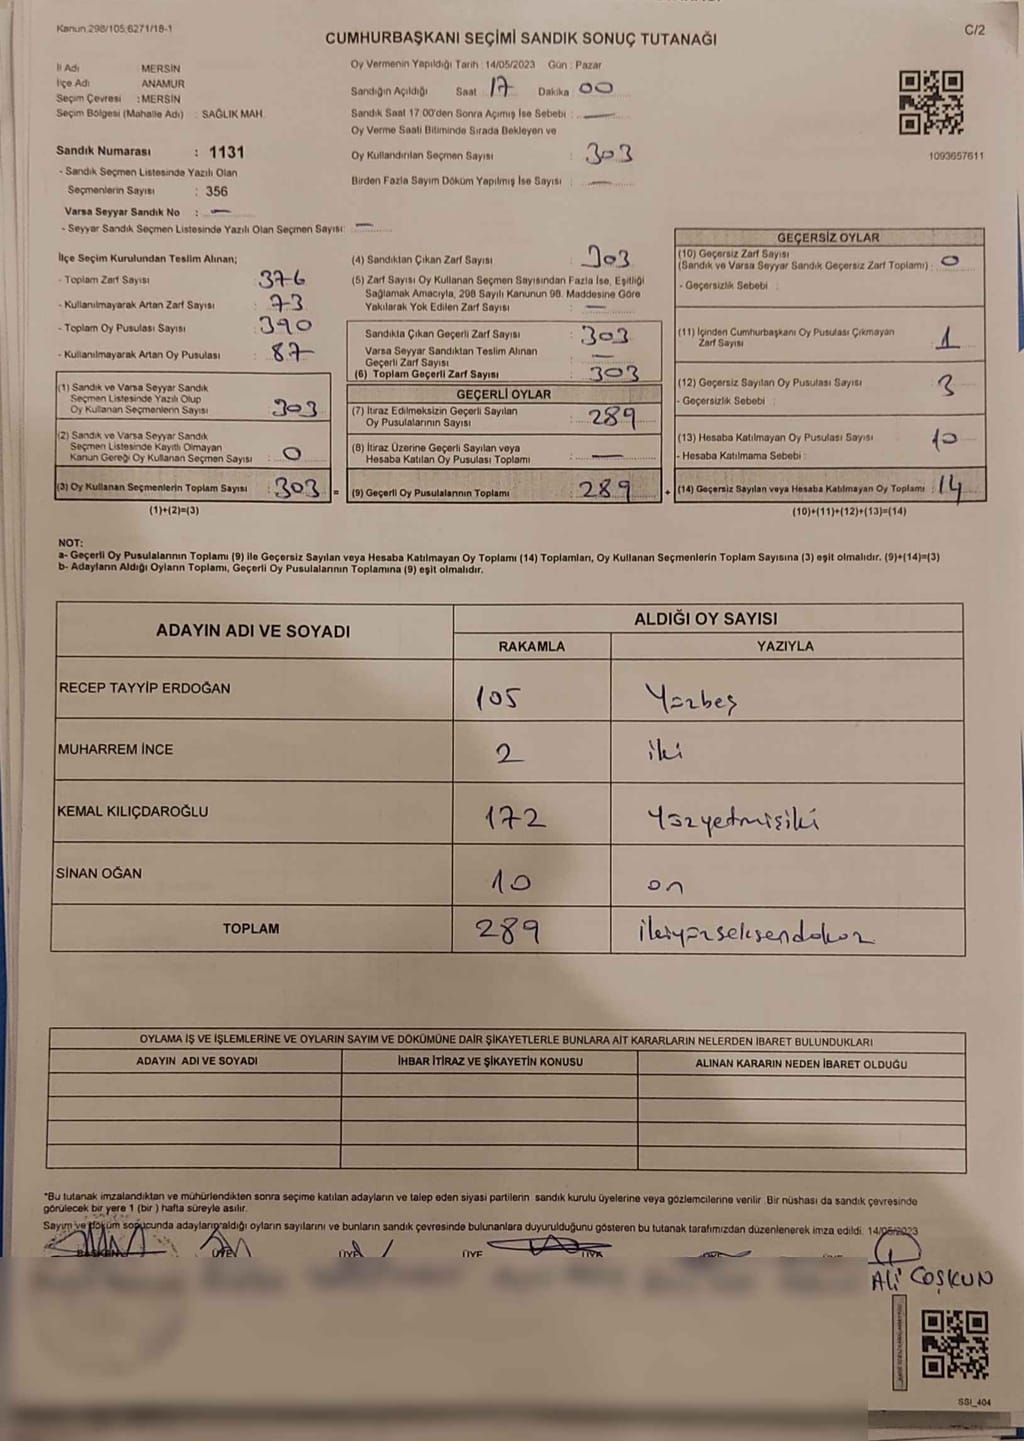 Kanun.298/105,6271/18-1
C/2
CUMHURBAŞKANI SEÇİMİ SANDIK SONUÇ TUTANAĞI
İl Adı MERSİN
İlçe Adı ANAMUR
Seçim Çevresi : MERSİN
Seçim Bölgesi (Mahalle Adı) : SAĞLIK MAH.
Sandık Numarası : 1131
- Sandık Seçmen Listesinde Yazılı Olan
Seçmenlerin Sayısı : 356
Varsa Seyyar Sandık No : —
- Seyyar Sandık Seçmen Listesinde Yazılı Olan Seçmen Sayısı: —
Oy Vermenin Yapıldığı Tarih : 14/05/2023 Gün : Pazar
Sandığın Açıldığı Saat 17 Dakika 00
Sandık Saat 17.00'den Sonra Açımış İse Sebebi : —
Oy Verme Saati Bitiminde Sırada Bekleyen ve
Oy Kullandırılan Seçmen Sayısı : 303
Birden Fazla Sayım Döküm Yapılmış İse Sayısı : —
1093657611
İlçe Seçim Kurulundan Teslim Alınan;
- Toplam Zarf Sayısı : 376
- Kullanılmayarak Artan Zarf Sayısı : 73
- Toplam Oy Pusulası Sayısı : 390
- Kullanılmayarak Artan Oy Pusulası : 87
(1) Sandık ve Varsa Seyyar Sandık
Seçmen Listesinde Yazılı Olup
Oy Kullanan Seçmenlerin Sayısı : 303
(2) Sandık ve Varsa Seyyar Sandık
Seçmen Listesinde Kayıtlı Olmayan
Kanun Gereği Oy Kullanan Seçmen Sayısı : 0
(3) Oy Kullanan Seçmenlerin Toplam Sayısı : 303 =
(1)+(2)=(3)
(4) Sandıktan Çıkan Zarf Sayısı : 303
(5) Zarf Sayısı Oy Kullanan Seçmen Sayısından Fazla İse, Eşitliği
Sağlamak Amacıyla, 298 Sayılı Kanunun 98. Maddesine Göre
Yakılarak Yok Edilen Zarf Sayısı : —
Sandıkta Çıkan Geçerli Zarf Sayısı : 303
Varsa Seyyar Sandıktan Teslim Alınan
Geçerli Zarf Sayısı : —
(6) Toplam Geçerli Zarf Sayısı : 303
GEÇERLİ OYLAR
(7) İtiraz Edilmeksizin Geçerli Sayılan
Oy Pusulalarının Sayısı : 289
(8) İtiraz Üzerine Geçerli Sayılan veya
Hesaba Katılan Oy Pusulası Toplamı : —
(9) Geçerli Oy Pusulalarının Toplamı : 289 +
GEÇERSİZ OYLAR
(10) Geçersiz Zarf Sayısı
(Sandık ve Varsa Seyyar Sandık Geçersiz Zarf Toplamı) : 0
- Geçersizlik Sebebi :
(11) İçinden Cumhurbaşkanı Oy Pusulası Çıkmayan
Zarf Sayısı : 1
(12) Geçersiz Sayılan Oy Pusulası Sayısı : 3
- Geçersizlik Sebebi :
(13) Hesaba Katılmayan Oy Pusulası Sayısı : 10
- Hesaba Katılmama Sebebi :
(14) Geçersiz Sayılan veya Hesaba Katılmayan Oy Toplamı : 14
(10)+(11)+(12)+(13)=(14)
NOT:
a- Geçerli Oy Pusulalarının Toplamı (9) ile Geçersiz Sayılan veya Hesaba Katılmayan Oy Toplamı (14) Toplamları, Oy Kullanan Seçmenlerin Toplam Sayısına (3) eşit olmalıdır. (9)+(14)=(3)
b- Adayların Aldığı Oyların Toplamı, Geçerli Oy Pusulalarının Toplamına (9) eşit olmalıdır.
ADAYIN ADI VE SOYADI
ALDIĞI OY SAYISI
RAKAMLA YAZIYLA
RECEP TAYYİP ERDOĞAN 105 Yüzbeş
MUHARREM İNCE 2 iki
KEMAL KILIÇDAROĞLU 172 Yüzyetmişiki
SİNAN OĞAN 10 on
TOPLAM 289 ikiyüzseksendokuz
OYLAMA İŞ VE İŞLEMLERİNE VE OYLARIN SAYIM VE DÖKÜMÜNE DAİR ŞİKAYETLERLE BUNLARA AİT KARARLARIN NELERDEN İBARET BULUNDUKLARI
ADAYIN ADI VE SOYADI İHBAR İTİRAZ VE ŞİKAYETİN KONUSU ALINAN KARARIN NEDEN İBARET OLDUĞU
*Bu tutanak imzalandıktan ve mühürlendikten sonra seçime katılan adayların ve talep eden siyasi partilerin sandık kurulu üyelerine veya gözlemcilerine verilir. Bir nüshası da sandık çevresinde
görülecek bir yere 1 (bir) hafta süreyle asılır.
Sayım ve döküm sonucunda adayların aldığı oyların sayılarını ve bunların sandık çevresinde bulunanlara duyurulduğunu gösteren bu tutanak tarafımızdan düzenlenerek imza edildi. 14/05/2023
BAŞKAN ÜYE ÜYE ÜYE ÜYE
ALİ COŞKUN
SSI_404